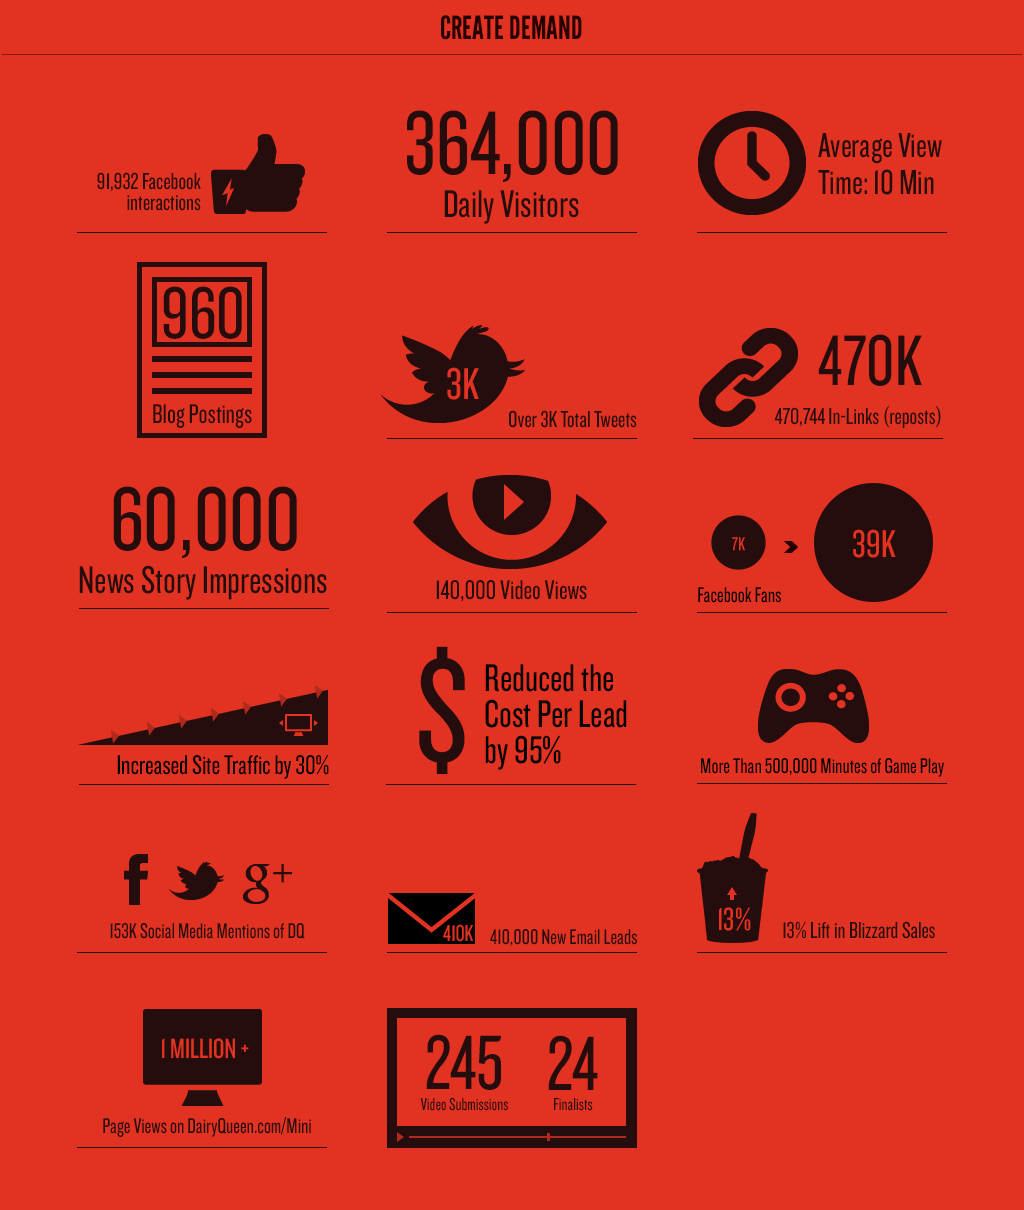 CREATE DEMAND
91,932 Facebook
interactions
364,000
Daily Visitors
Average View
Time: 10 Min
960
Blog Postings
3K
Over 3K Total Tweets
470K
470,744 In-Links (reposts)
60,000
News Story Impressions
140,000 Video Views
7K
39K
Facebook Fans
Increased Site Traffic by 30%
$
Reduced the
Cost Per Lead
by 95%
More Than 500,000 Minutes of Game Play
f
g+
153K Social Media Mentions of DQ
410K
410,000 New Email Leads
13%
13% Lift in Blizzard Sales
1 MILLION +
Page Views on DairyQueen.com/Mini
245
Video Submissions
24
Finalists